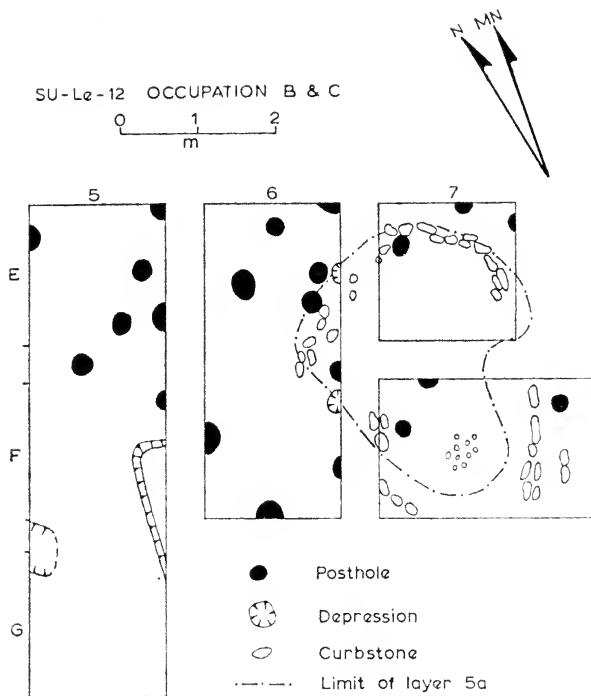 N MN
SU-Le-12 OCCUPATION B & C
0 1 2
m
5 6 7
E
F
G
Posthole
Depression
Curbstone
Limit of layer 5a